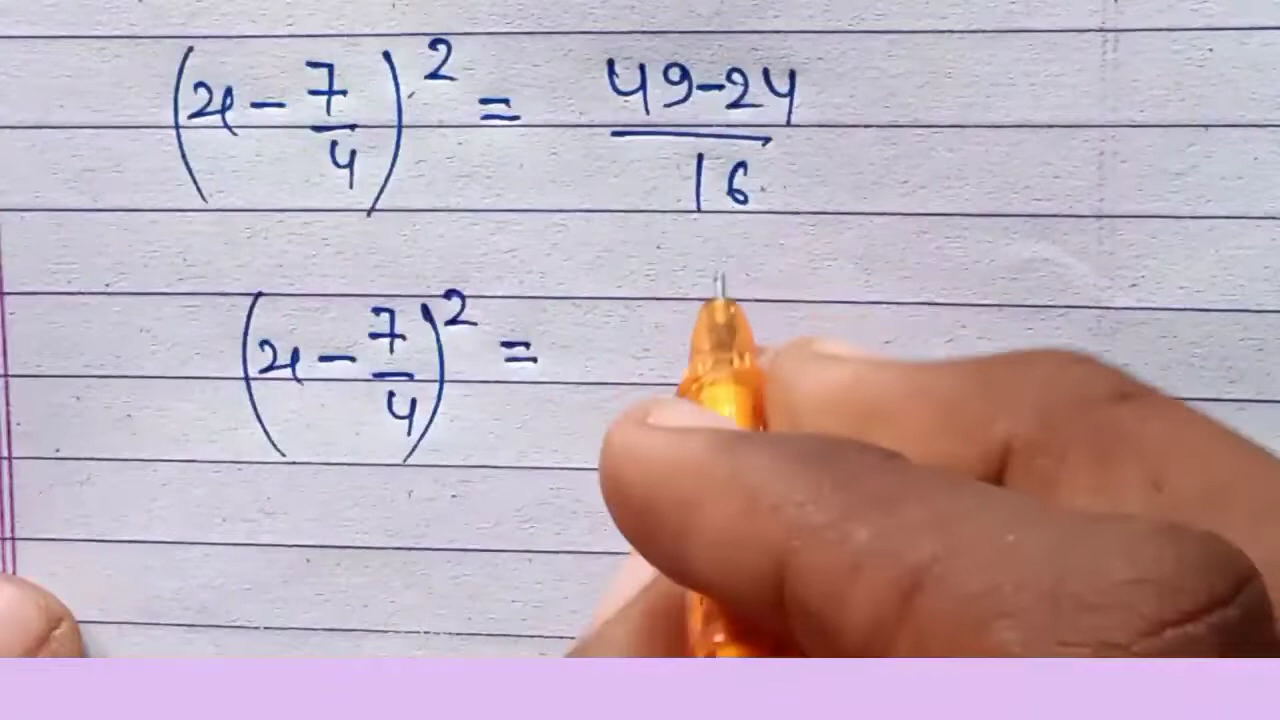 (x - 7/4)² = 49-24/16
(x - 7/4)² =